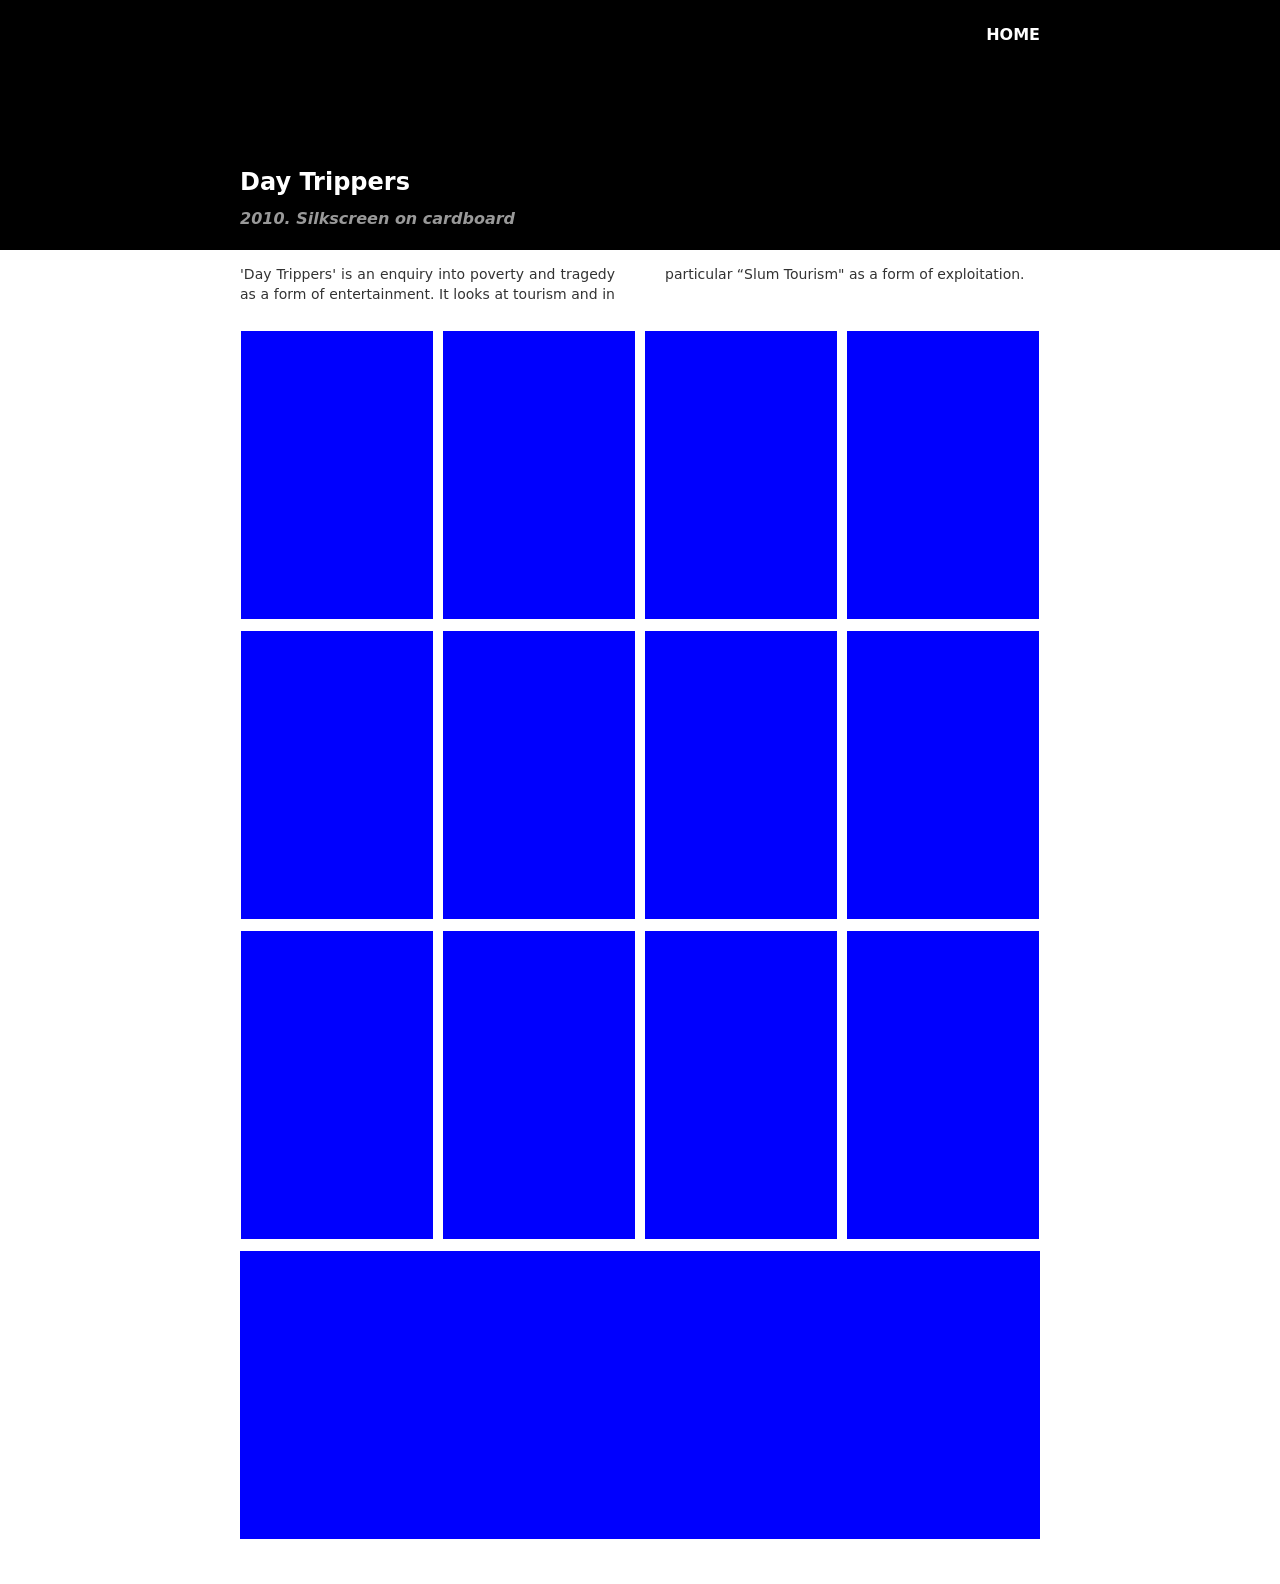 HOME
Day Trippers
2010. Silkscreen on cardboard
'Day Trippers' is an enquiry into poverty and tragedy
as a form of entertainment. It looks at tourism and in
particular “Slum Tourism" as a form of exploitation.